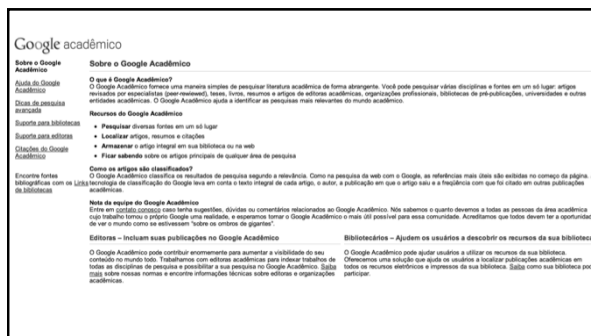 Google acadêmico
Sobre o Google
Acadêmico
Ajuda do Google
Acadêmico
Dicas de pesquisa
avançada
Suporte para bibliotecas
Suporte para editoras
Citações do Google
Acadêmico
Encontre fontes
bibliográficas com os Links
de bibliotecas
Sobre o Google Acadêmico
O que é Google Acadêmico?
O Google Acadêmico fornece uma maneira simples de pesquisar literatura acadêmica de forma abrangente. Você pode pesquisar várias disciplinas e fontes em um só lugar: artigos
revisados por especialistas (peer-rewiewed), teses, livros, resumos e artigos de editoras acadêmicas, organizações profissionais, bibliotecas de pré-publicações, universidades e outras
entidades acadêmicas. O Google Acadêmico ajuda a identificar as pesquisas mais relevantes do mundo acadêmico.
Recursos do Google Acadêmico
• Pesquisar diversas fontes em um só lugar
• Localizar artigos, resumos e citações
• Armazenar o artigo integral em sua biblioteca ou na web
• Ficar sabendo sobre os artigos principais de qualquer área de pesquisa
Como os artigos são classificados?
O Google Acadêmico classifica os resultados de pesquisa segundo a relevância. Como na pesquisa da web com o Google, as referências mais úteis são exibidas no começo da página. A
tecnologia de classificação do Google leva em conta o texto integral de cada artigo, o autor, a publicação em que o artigo saiu e a freqüência com que foi citado em outras publicações
acadêmicas.
Nota da equipe do Google Acadêmico
Entre em contato conosco caso tenha sugestões, dúvidas ou comentários relacionados ao Google Acadêmico. Nós sabemos o quanto devemos a todas as pessoas da área acadêmica
cujo trabalho tornou o próprio Google uma realidade, e esperamos tornar o Google Acadêmico o mais útil possível para essa comunidade. Acreditamos que todos devem ter a oportunidade
de ver o mundo como se estivessem "sobre os ombros de gigantes".
Editoras – Incluam suas publicações no Google Acadêmico
O Google Acadêmico pode contribuir enormemente para aumentar a visibilidade do seu
conteúdo no mundo todo. Trabalhamos com editoras acadêmicas para indexar trabalhos de
todas as disciplinas de pesquisa e possibilitar a sua pesquisa no Google Acadêmico. Saiba
mais sobre nossas normas e encontre informações técnicas sobre editoras e organizações
acadêmicas.
Bibliotecários – Ajudem os usuários a descobrir os recursos da sua biblioteca
O Google Acadêmico pode ajudar usuários a utilizar os recursos da sua biblioteca.
Oferecemos uma solução que ajuda os usuários a localizar publicações acadêmicas em
todos os recursos eletrônicos e impressos da sua biblioteca. Saiba como sua biblioteca pode
participar.